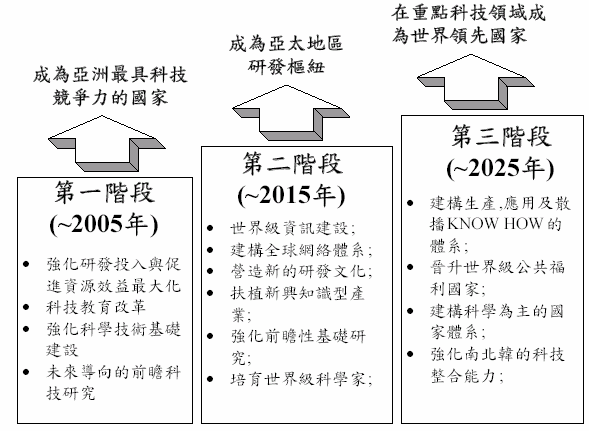 成為亞洲最具科技
競爭力的國家
第一階段
(~2005年)
• 強化研發投入與促
進資源效益最大化
• 科技教育改革
• 強化科學技術基礎
建設
• 未來導向的前瞻科
技研究
成為亞太地區
研發樞紐
第二階段
(~2015年)
• 世界級資訊建設;
• 建構全球網絡體系;
• 營造新的研發文化;
• 扶植新興知識型產
業;
• 強化前瞻性基礎研
究;
• 培育世界級科學家;
在重點科技領域成
為世界領先國家
第三階段
(~2025年)
• 建構生產,應用及散
播KNOW HOW的
體系;
• 晉升世界級公共福
利國家;
• 建構科學為主的國
家體系;
• 強化南北韓的科技
整合能力;